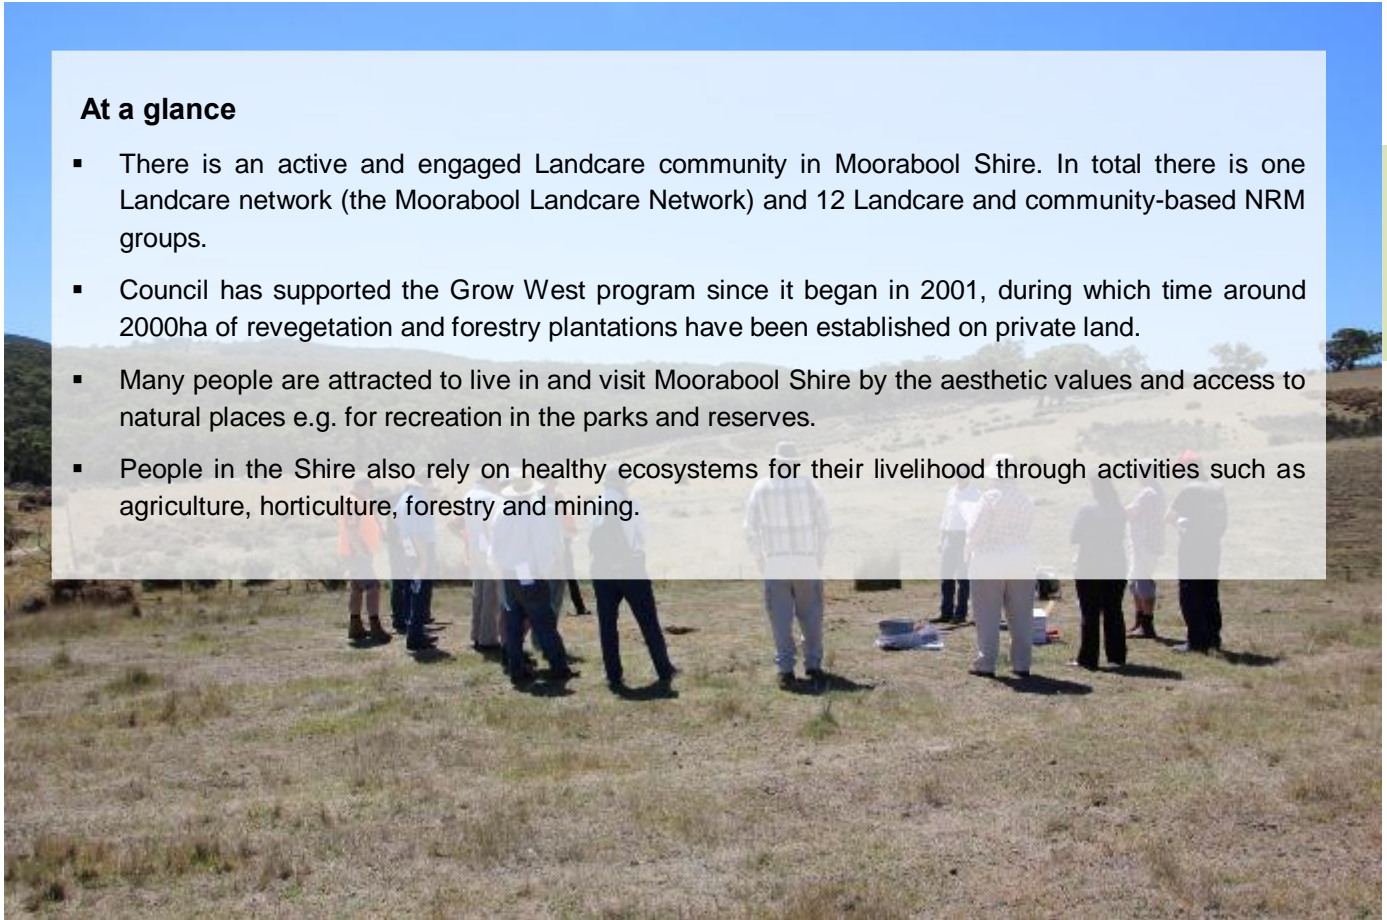 At a glance
▪ There is an active and engaged Landcare community in Moorabool Shire. In total there is one
Landcare network (the Moorabool Landcare Network) and 12 Landcare and community-based NRM
groups.
▪ Council has supported the Grow West program since it began in 2001, during which time around
2000ha of revegetation and forestry plantations have been established on private land.
▪ Many people are attracted to live in and visit Moorabool Shire by the aesthetic values and access to
natural places e.g. for recreation in the parks and reserves.
▪ People in the Shire also rely on healthy ecosystems for their livelihood through activities such as
agriculture, horticulture, forestry and mining.